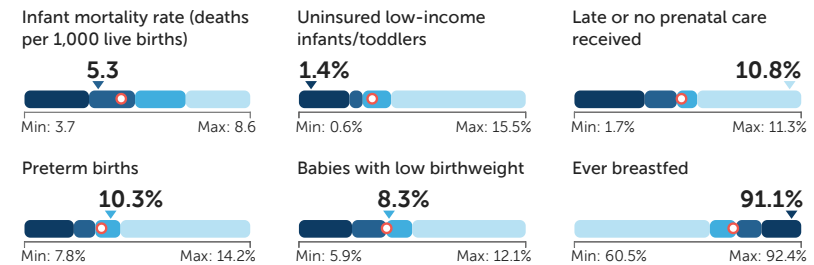 Infant mortality rate (deaths
per 1,000 live births)
5.3
Min: 3.7 Max: 8.6
Uninsured low-income
infants/toddlers
1.4%
Min: 0.6% Max: 15.5%
Late or no prenatal care
received
10.8%
Min: 1.7% Max: 11.3%
Preterm births
10.3%
Min: 7.8% Max: 14.2%
Babies with low birthweight
8.3%
Min: 5.9% Max: 12.1%
Ever breastfed
91.1%
Min: 60.5% Max: 92.4%